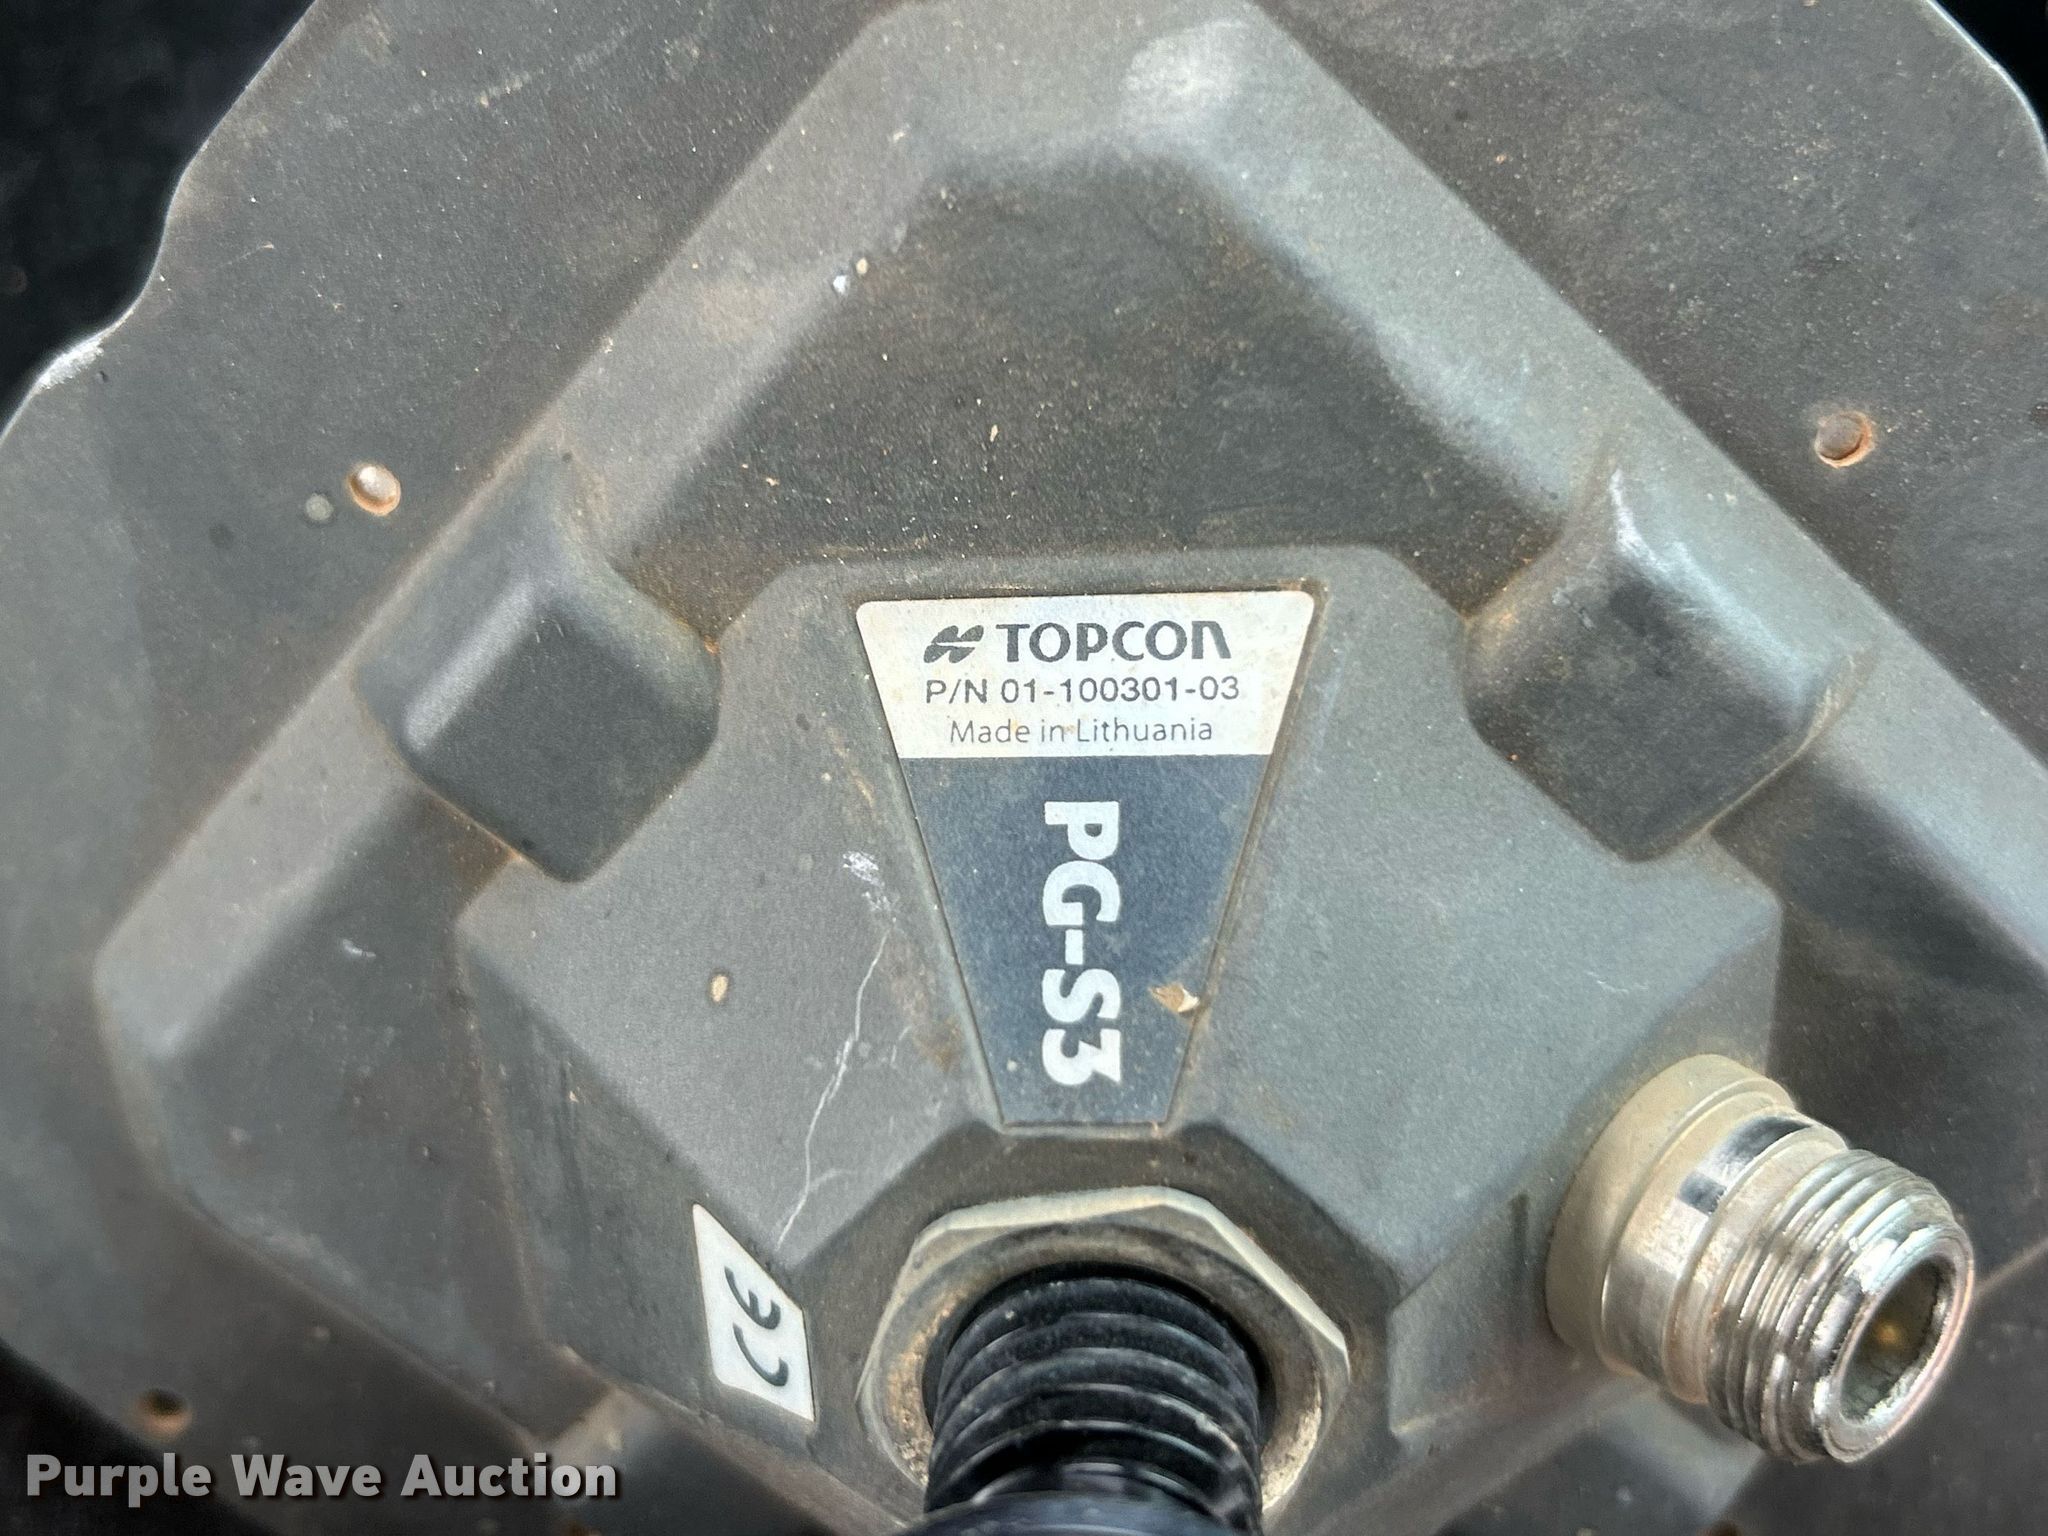 TOPCON
P/N 01-100301-03
Made in Lithuania
PG-S3
CE
Purple Wave Auction